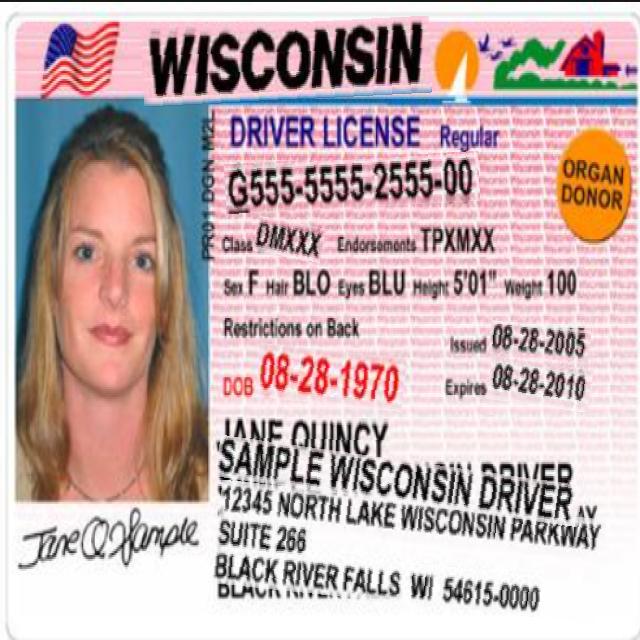 WISCONSIN
DRIVER LICENSE Regular
G555-5555-2555-00
ORGAN
DONOR
Class DMXXX Endorsements TPXMXX
Sex F Hair BLO Eyes BLU Height 5'01" Weight 100
Restrictions on Back
Issued 08-28-2005
DOB 08-28-1970
Expires 08-28-2010
JANE QUINCY
SAMPLE WISCONSIN DRIVER
12345 NORTH LAKE WISCONSIN PARKWAY
SUITE 266
BLACK RIVER FALLS WI 54615-0000
Jane Q Sample